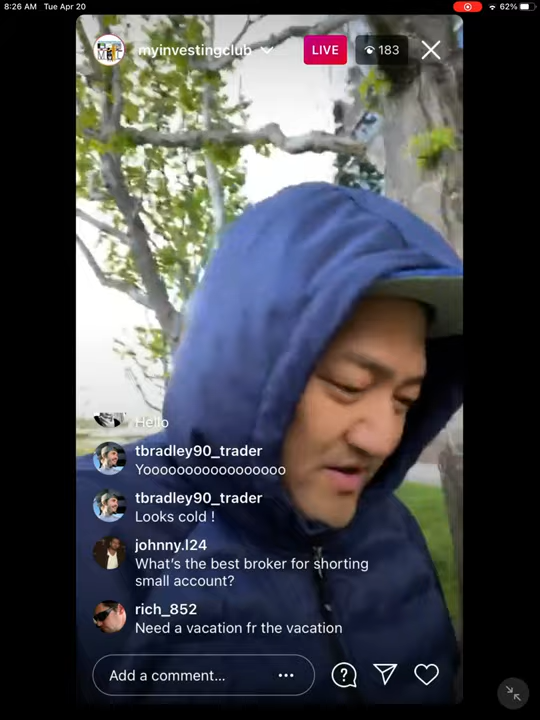 8:26 AM Tue Apr 20
62%
myinvestingclub
LIVE
183
Hello
tbradley90_trader
Yooooooooooooooooo
tbradley90_trader
Looks cold !
johnny.l24
What's the best broker for shorting
small account?
rich_852
Need a vacation fr the vacation
Add a comment...